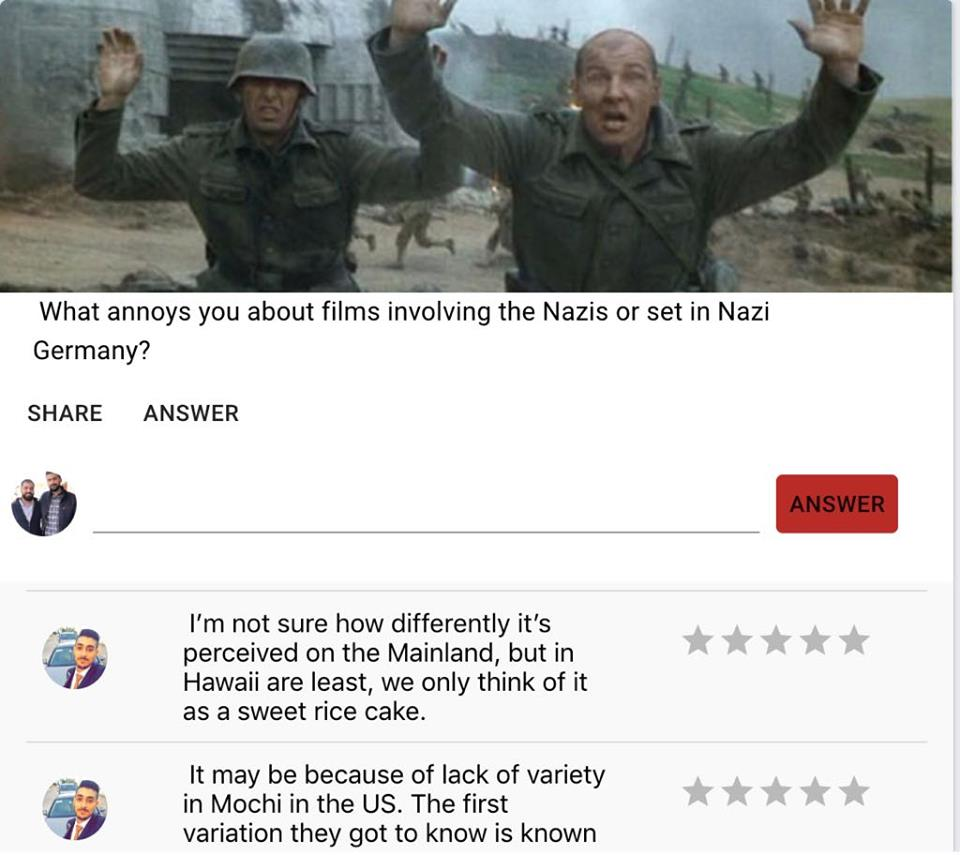 What annoys you about films involving the Nazis or set in Nazi
Germany?
SHARE ANSWER
ANSWER
I’m not sure how differently it’s
perceived on the Mainland, but in
Hawaii are least, we only think of it
as a sweet rice cake.
It may be because of lack of variety
in Mochi in the US. The first
variation they got to know is known